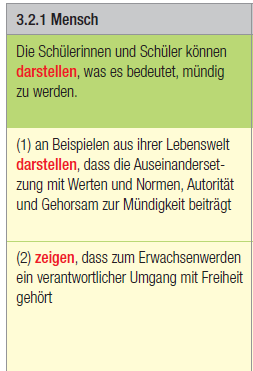 3.2.1 Mensch
Die Schülerinnen und Schüler können
darstellen, was es bedeutet, mündig
zu werden.
(1) an Beispielen aus ihrer Lebenswelt
darstellen, dass die Auseinanderset-
zung mit Werten und Normen, Autorität
und Gehorsam zur Mündigkeit beiträgt
(2) zeigen, dass zum Erwachsenwerden
ein verantwortlicher Umgang mit Freiheit
gehört